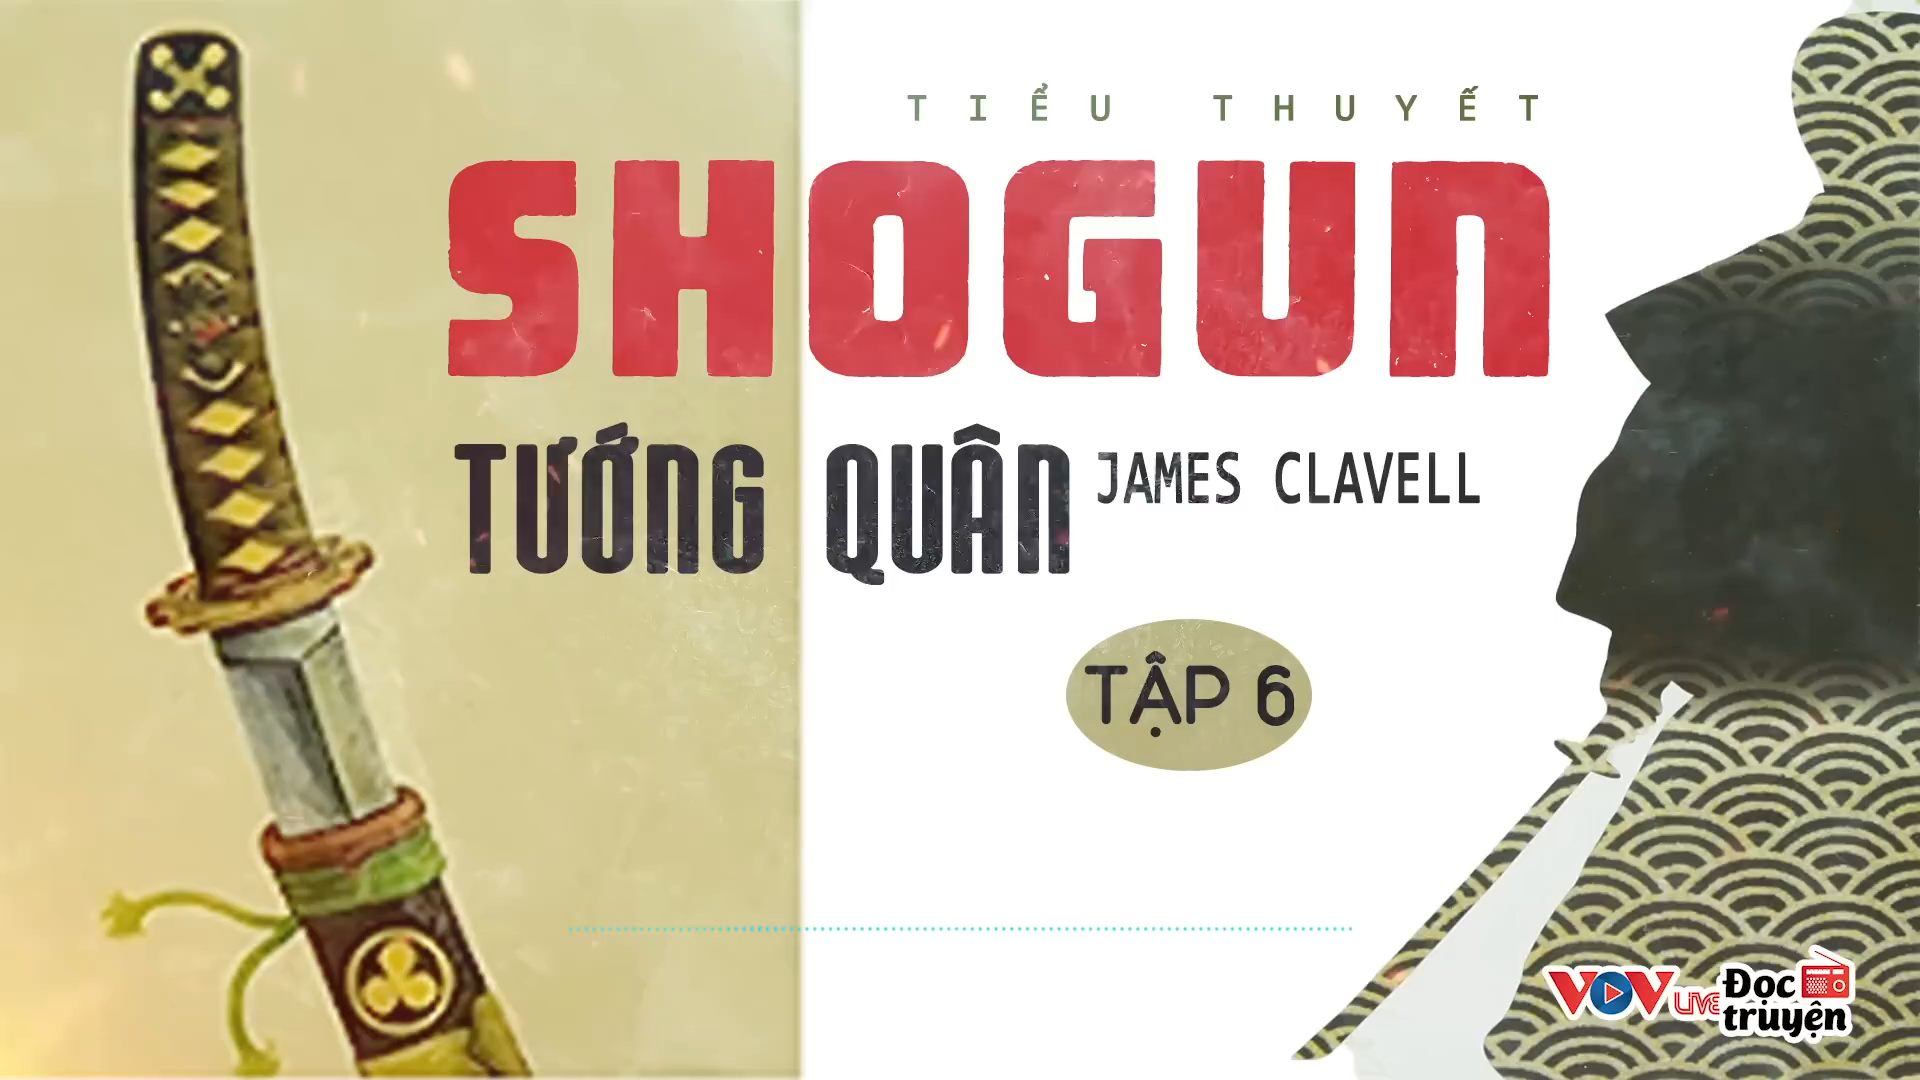 TIỂU THUYẾT
SHOGUN
TƯỚNG QUÂN
JAMES CLAVELL
TẬP 6
VOV LIVE
Đọc
truyện